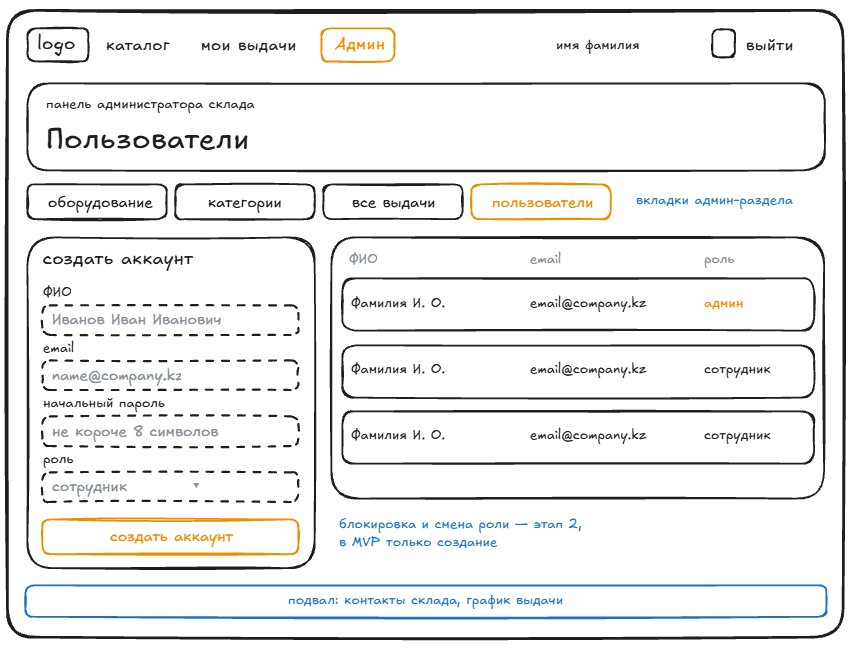 logo каталог мои выдачи Админ имя фамилия выйти
панель администратора склада
Пользователи
оборудование категории все выдачи пользователи вкладки админ-раздела
создать аккаунт
ФИО
Иванов Иван Иванович
email
name@company.kz
начальный пароль
не короче 8 символов
роль
сотрудник
создать аккаунт
ФИО email роль
Фамилия И. О. email@company.kz админ
Фамилия И. О. email@company.kz сотрудник
Фамилия И. О. email@company.kz сотрудник
блокировка и смена роли — этап 2,
в MVP только создание
подвал: контакты склада, график выдачи